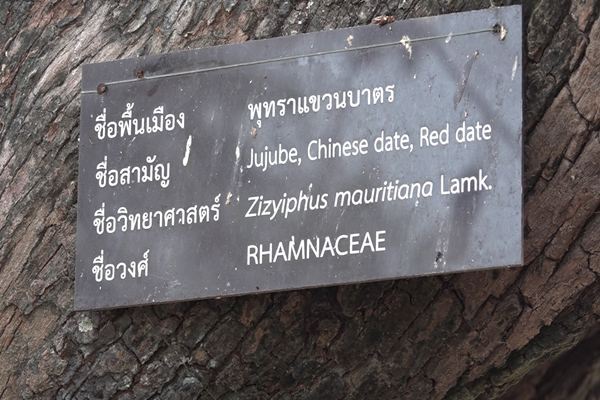 ชื่อพื้นเมือง พุทราแขวนบาตร
ชื่อสามัญ Jujube, Chinese date, Red date
ชื่อวิทยาศาสตร์ Zizyiphus mauritiana Lamk.
ชื่อวงศ์ RHAMNACEAE